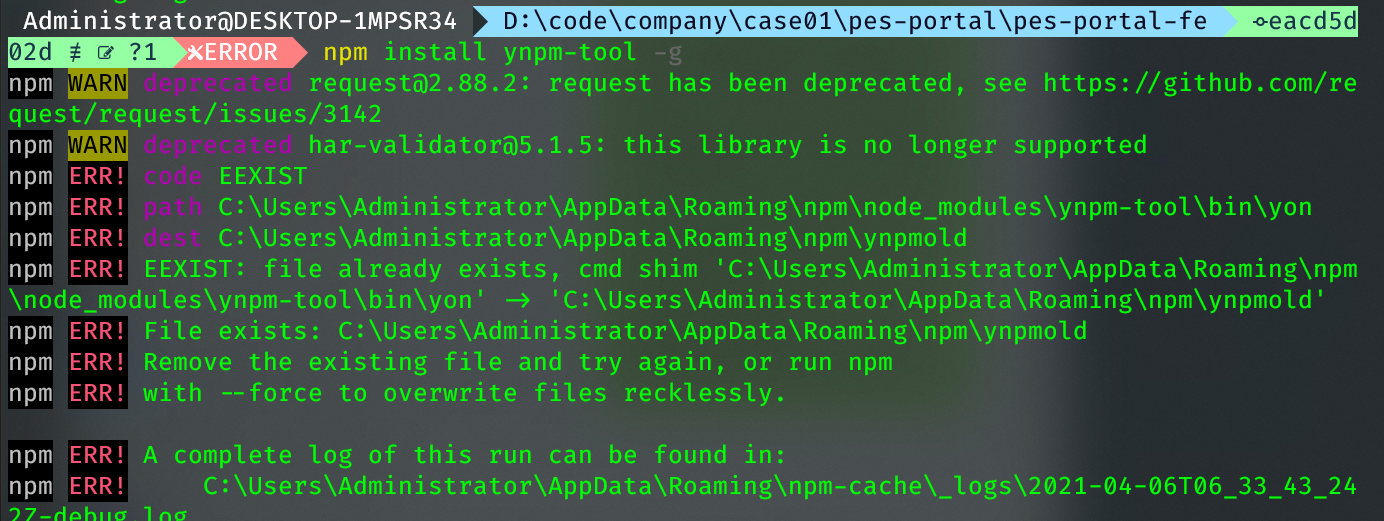 Administrator@DESKTOP-1MPSR34 D:\code\company\case01\pes-portal\pes-portal-fe eacd5d
02d ≢ ?1 ERROR npm install ynpm-tool -g
npm WARN deprecated request@2.88.2: request has been deprecated, see https://github.com/re
quest/request/issues/3142
npm WARN deprecated har-validator@5.1.5: this library is no longer supported
npm ERR! code EEXIST
npm ERR! path C:\Users\Administrator\AppData\Roaming\npm\node_modules\ynpm-tool\bin\yon
npm ERR! dest C:\Users\Administrator\AppData\Roaming\npm\ynpmold
npm ERR! EEXIST: file already exists, cmd shim 'C:\Users\Administrator\AppData\Roaming\npm
\node_modules\ynpm-tool\bin\yon' -> 'C:\Users\Administrator\AppData\Roaming\npm\ynpmold'
npm ERR! File exists: C:\Users\Administrator\AppData\Roaming\npm\ynpmold
npm ERR! Remove the existing file and try again, or run npm
npm ERR! with --force to overwrite files recklessly.
npm ERR! A complete log of this run can be found in:
npm ERR!     C:\Users\Administrator\AppData\Roaming\npm-cache\_logs\2021-04-06T06_33_43_24
2Z-debug.log